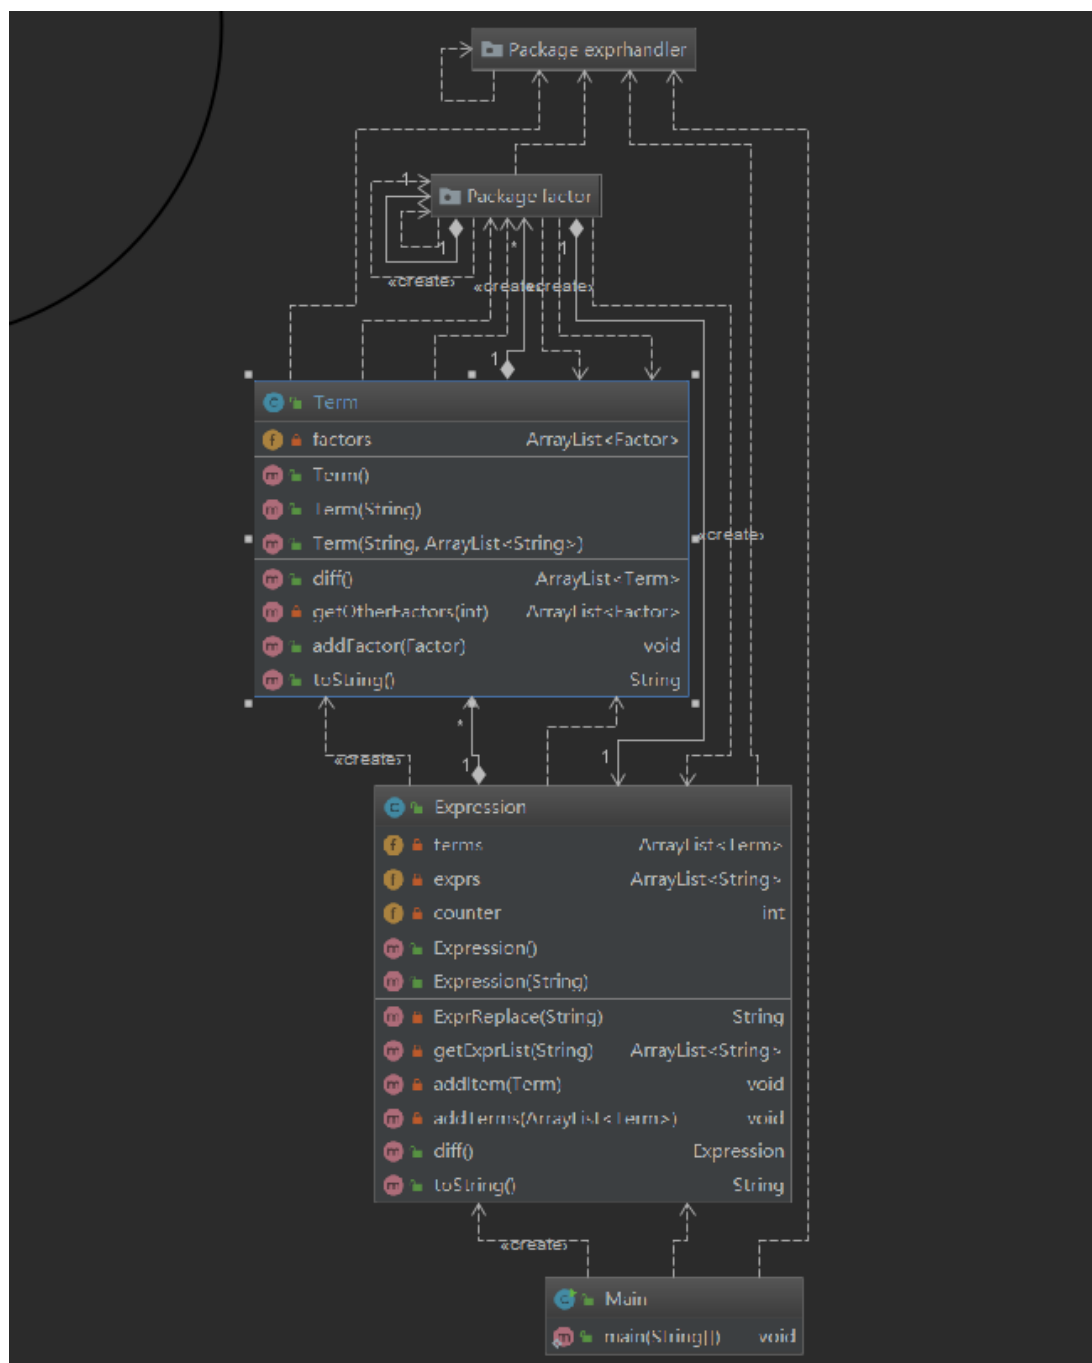 Package exprhandler
1
Package factor
1
*
1
«create»
«create»
«create»
1
Term
factors ArrayList<Factor>
Term()
Term(String)
Term(String, ArrayList<String>)
«create»
diff() ArrayList<Term>
getOtherFactors(int) ArrayList<Factor>
addFactor(Factor) void
toString() String
*
«create»
1
1
Expression
terms ArrayList<Term>
exprs ArrayList<String>
counter int
Expression()
Expression(String)
ExprReplace(String) String
getExprList(String) ArrayList<String>
addItem(Term) void
addTerms(ArrayList<Term>) void
diff() Expression
toString() String
«create»
Main
main(String[]) void